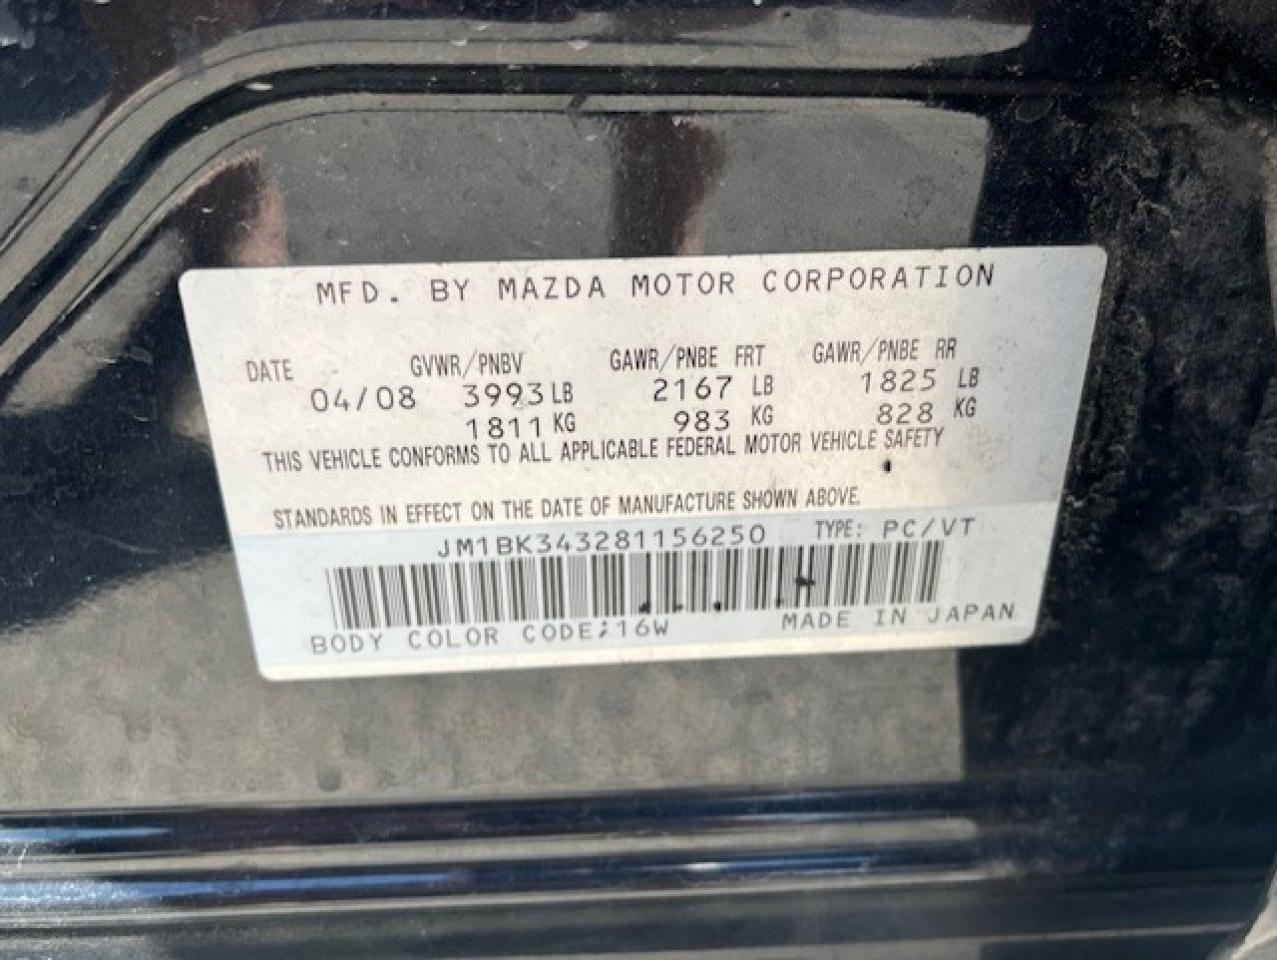 MFD. BY MAZDA MOTOR CORPORATION
DATE GVWR/PNBV GAWR/PNBE FRT GAWR/PNBE RR
04/08 3993 LB 2167 LB 1825 LB
1811 KG 983 KG 828 KG
THIS VEHICLE CONFORMS TO ALL APPLICABLE FEDERAL MOTOR VEHICLE SAFETY
STANDARDS IN EFFECT ON THE DATE OF MANUFACTURE SHOWN ABOVE.
JM1BK343281156250 TYPE: PC/VT
BODY COLOR CODE;16W MADE IN JAPAN